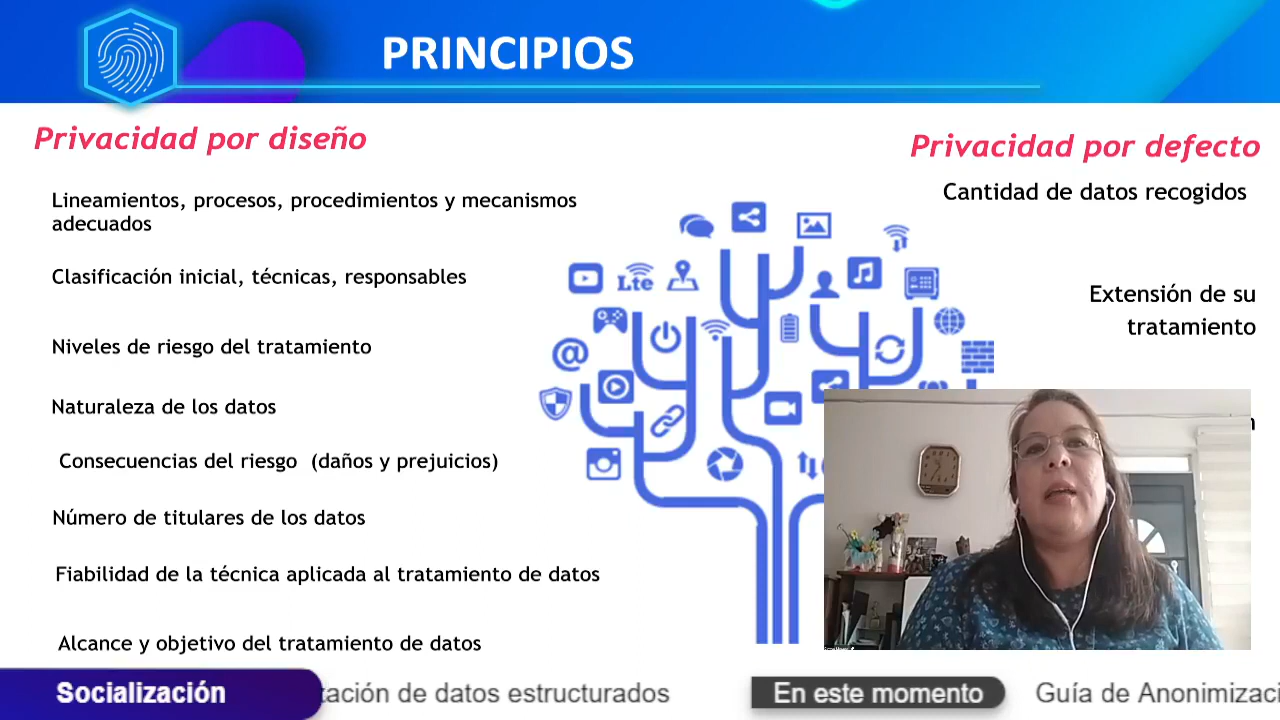 PRINCIPIOS
Privacidad por diseño
Lineamientos, procesos, procedimientos y mecanismos
adecuados
Clasificación inicial, técnicas, responsables
Niveles de riesgo del tratamiento
Naturaleza de los datos
Consecuencias del riesgo (daños y prejuicios)
Número de titulares de los datos
Fiabilidad de la técnica aplicada al tratamiento de datos
Alcance y objetivo del tratamiento de datos
Privacidad por defecto
Cantidad de datos recogidos
Extensión de su
tratamiento
Lte
@
Socialización
tación de datos estructurados
En este momento
Guía de Anonimizaci